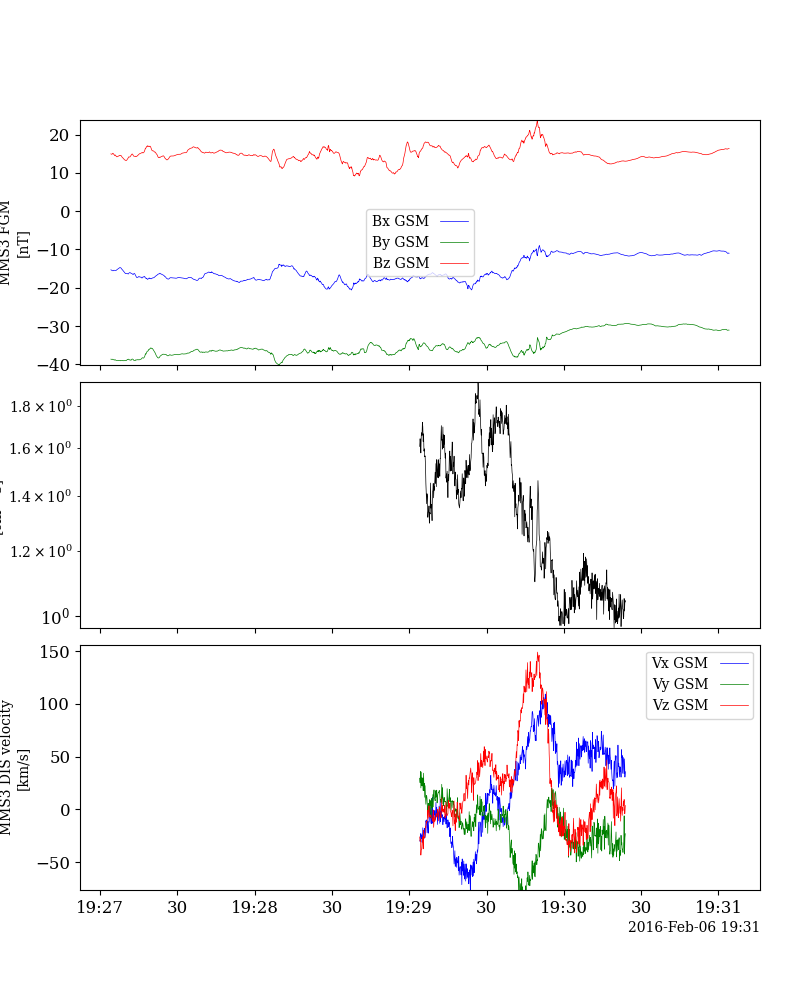 20
10
0
−10
−20
−30
−40
MMS3 FGM
[nT]
Bx GSM
By GSM
Bz GSM
1.8 × 10⁰
1.6 × 10⁰
1.4 × 10⁰
1.2 × 10⁰
10⁰
150
100
50
0
−50
MMS3 DIS velocity
[km/s]
Vx GSM
Vy GSM
Vz GSM
19:27 30 19:28 30 19:29 30 19:30 30 19:31
2016-Feb-06 19:31